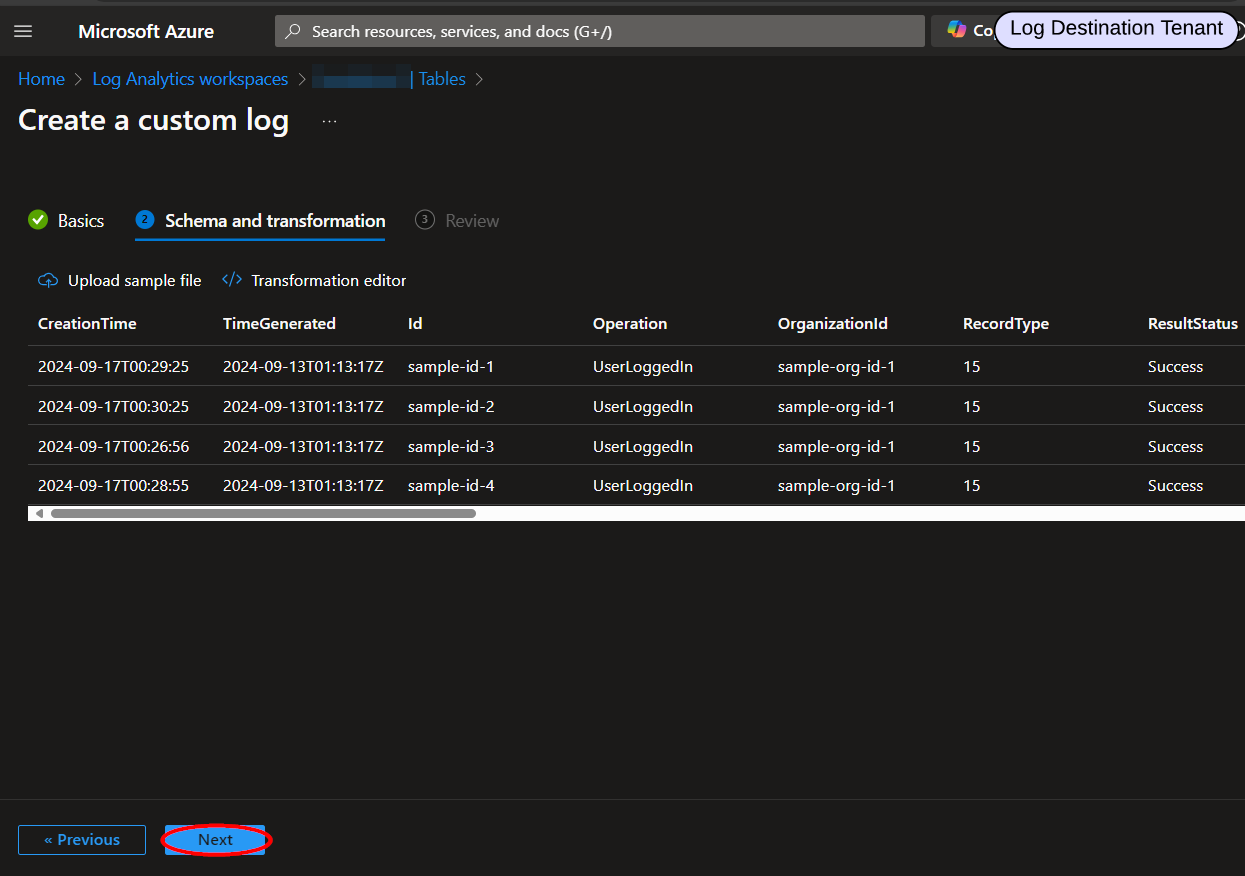 Microsoft Azure Search resources, services, and docs (G+/) Co Log Destination Tenant
Home > Log Analytics workspaces > | Tables >
Create a custom log ...
Basics 2 Schema and transformation 3 Review
Upload sample file </> Transformation editor
CreationTime TimeGenerated Id Operation OrganizationId RecordType ResultStatus
2024-09-17T00:29:25 2024-09-13T01:13:17Z sample-id-1 UserLoggedIn sample-org-id-1 15 Success
2024-09-17T00:30:25 2024-09-13T01:13:17Z sample-id-2 UserLoggedIn sample-org-id-1 15 Success
2024-09-17T00:26:56 2024-09-13T01:13:17Z sample-id-3 UserLoggedIn sample-org-id-1 15 Success
2024-09-17T00:28:55 2024-09-13T01:13:17Z sample-id-4 UserLoggedIn sample-org-id-1 15 Success
« Previous Next